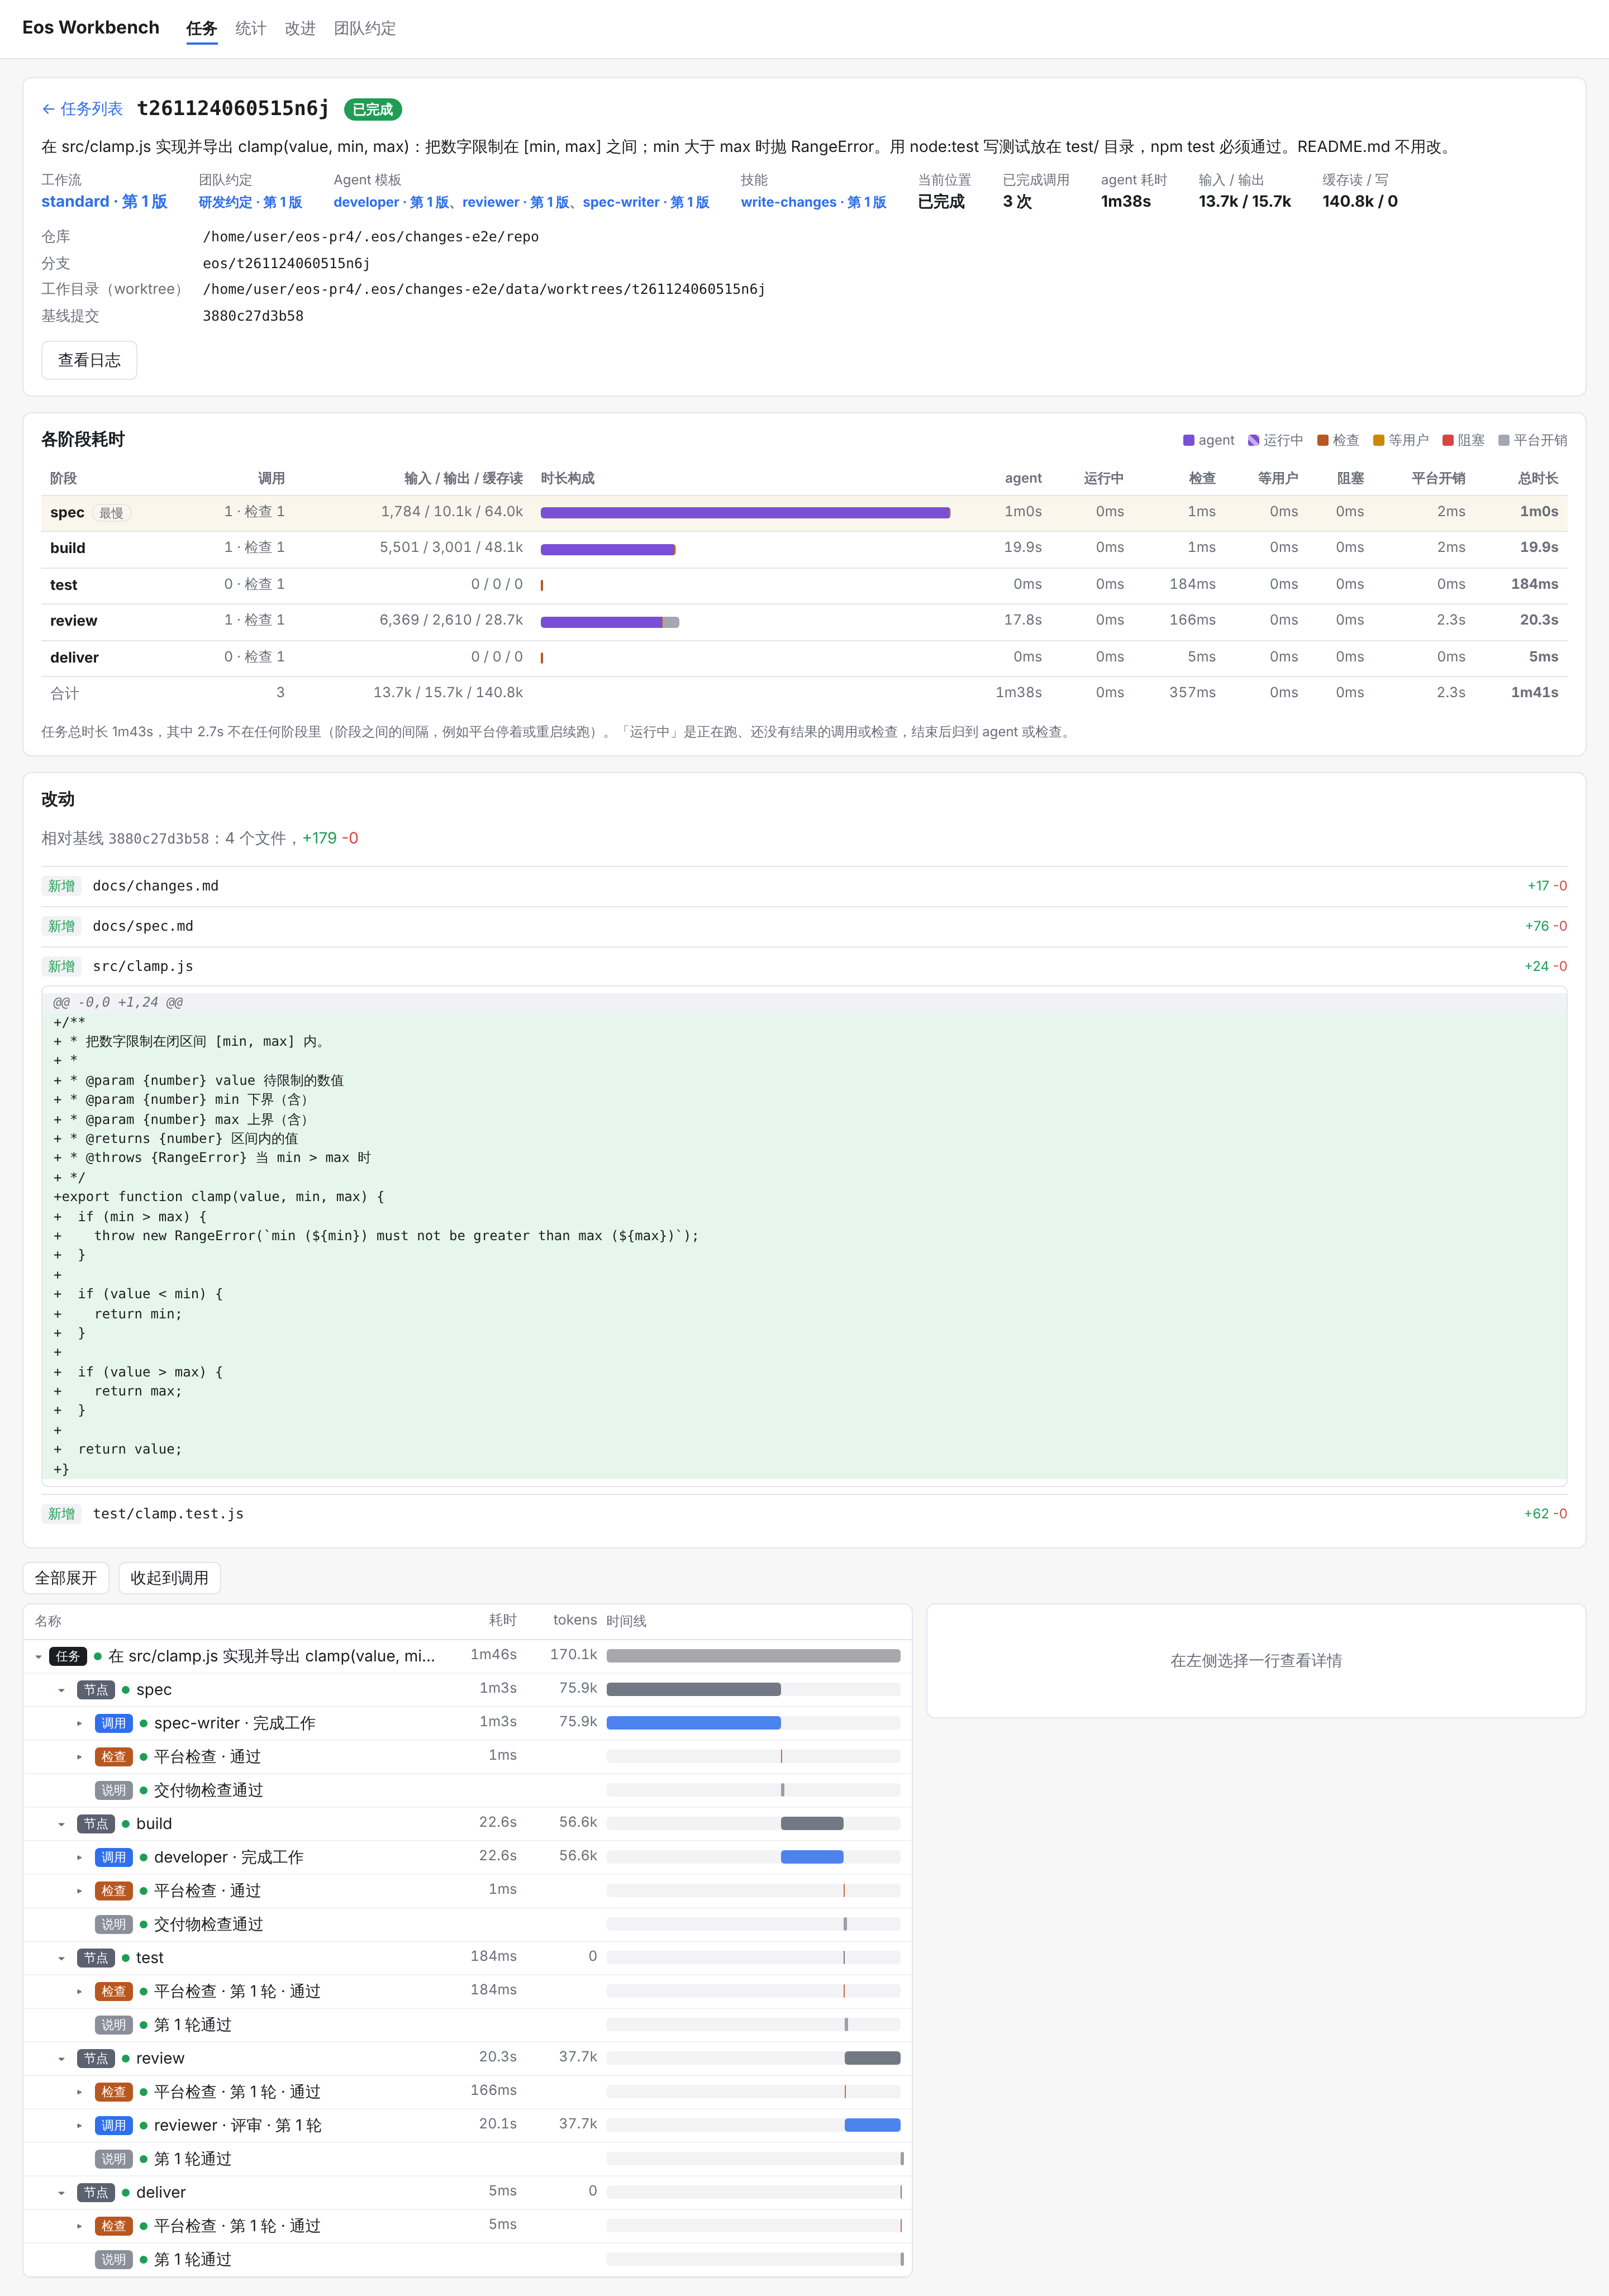 Eos Workbench 任务 统计 改进 团队约定
← 任务列表 t261124060515n6j 已完成
在 src/clamp.js 实现并导出 clamp(value, min, max)：把数字限制在 [min, max] 之间；min 大于 max 时抛 RangeError。用 node:test 写测试放在 test/ 目录，npm test 必须通过。README.md 不用改。
工作流 团队约定 Agent 模板 技能 当前位置 已完成调用 agent 耗时 输入 / 输出 缓存读 / 写
standard · 第 1 版 研发约定 · 第 1 版 developer · 第 1 版、reviewer · 第 1 版、spec-writer · 第 1 版 write-changes · 第 1 版 已完成 3 次 1m38s 13.7k / 15.7k 140.8k / 0
仓库 /home/user/eos-pr4/.eos/changes-e2e/repo
分支 eos/t261124060515n6j
工作目录（worktree） /home/user/eos-pr4/.eos/changes-e2e/data/worktrees/t261124060515n6j
基线提交 3880c27d3b58
查看日志
各阶段耗时 agent 运行中 检查 等用户 阻塞 平台开销
阶段 调用 输入 / 输出 / 缓存读 时长构成 agent 运行中 检查 等用户 阻塞 平台开销 总时长
spec 最慢 1 · 检查 1 1,784 / 10.1k / 64.0k 1m0s 0ms 1ms 0ms 0ms 2ms 1m0s
build 1 · 检查 1 5,501 / 3,001 / 48.1k 19.9s 0ms 1ms 0ms 0ms 2ms 19.9s
test 0 · 检查 1 0 / 0 / 0 0ms 0ms 184ms 0ms 0ms 0ms 184ms
review 1 · 检查 1 6,369 / 2,610 / 28.7k 17.8s 0ms 166ms 0ms 0ms 2.3s 20.3s
deliver 0 · 检查 1 0 / 0 / 0 0ms 0ms 5ms 0ms 0ms 0ms 5ms
合计 3 13.7k / 15.7k / 140.8k 1m38s 0ms 357ms 0ms 0ms 2.3s 1m41s
任务总时长 1m43s，其中 2.7s 不在任何阶段里（阶段之间的间隔，例如平台停着或重启续跑）。「运行中」是正在跑、还没有结果的调用或检查，结束后归到 agent 或检查。
改动
相对基线 3880c27d3b58：4 个文件，+179 -0
新增 docs/changes.md +17 -0
新增 docs/spec.md +76 -0
新增 src/clamp.js +24 -0
@@ -0,0 +1,24 @@
+/**
+ * 把数字限制在闭区间 [min, max] 内。
+ *
+ * @param {number} value 待限制的数值
+ * @param {number} min 下界（含）
+ * @param {number} max 上界（含）
+ * @returns {number} 区间内的值
+ * @throws {RangeError} 当 min > max 时
+ */
+export function clamp(value, min, max) {
+  if (min > max) {
+    throw new RangeError(`min (${min}) must not be greater than max (${max})`);
+  }
+
+  if (value < min) {
+    return min;
+  }
+
+  if (value > max) {
+    return max;
+  }
+
+  return value;
+}
新增 test/clamp.test.js +62 -0
全部展开 收起到调用
名称 耗时 tokens 时间线
任务 在 src/clamp.js 实现并导出 clamp(value, mi... 1m46s 170.1k
节点 spec 1m3s 75.9k
调用 spec-writer · 完成工作 1m3s 75.9k
检查 平台检查 · 通过 1ms
说明 交付物检查通过
节点 build 22.6s 56.6k
调用 developer · 完成工作 22.6s 56.6k
检查 平台检查 · 通过 1ms
说明 交付物检查通过
节点 test 184ms 0
检查 平台检查 · 第 1 轮 · 通过 184ms
说明 第 1 轮通过
节点 review 20.3s 37.7k
检查 平台检查 · 第 1 轮 · 通过 166ms
调用 reviewer · 评审 · 第 1 轮 20.1s 37.7k
说明 第 1 轮通过
节点 deliver 5ms 0
检查 平台检查 · 第 1 轮 · 通过 5ms
说明 第 1 轮通过
在左侧选择一行查看详情